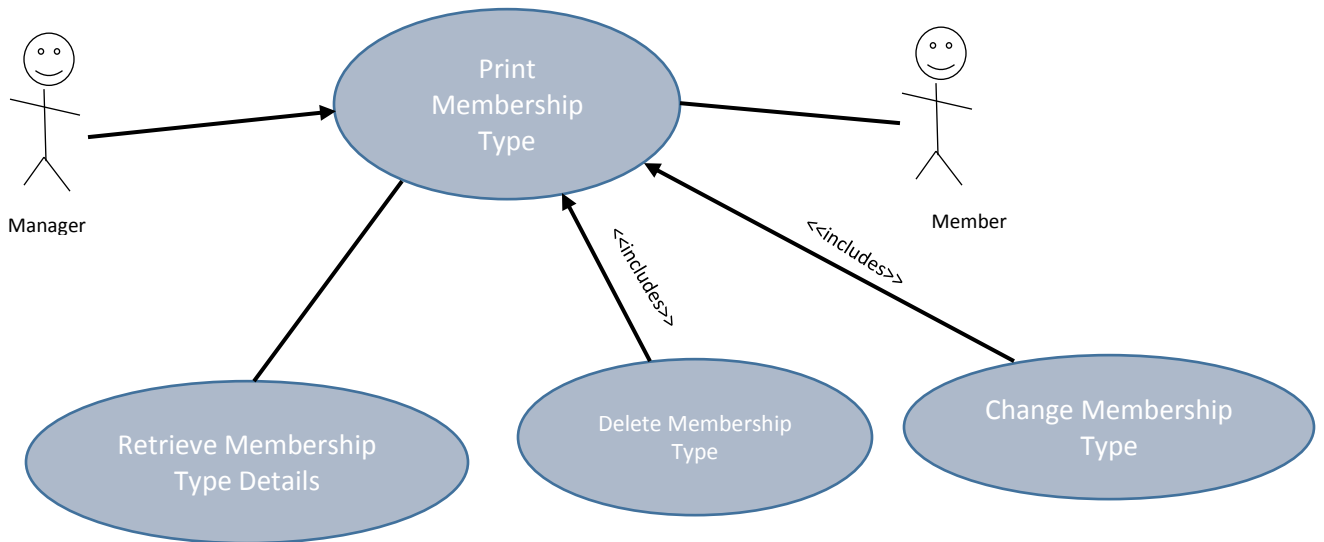 Print
Membership
Type
Manager
Member
<<includes>>
<<includes>>
Retrieve Membership
Type Details
Delete Membership
Type
Change Membership
Type